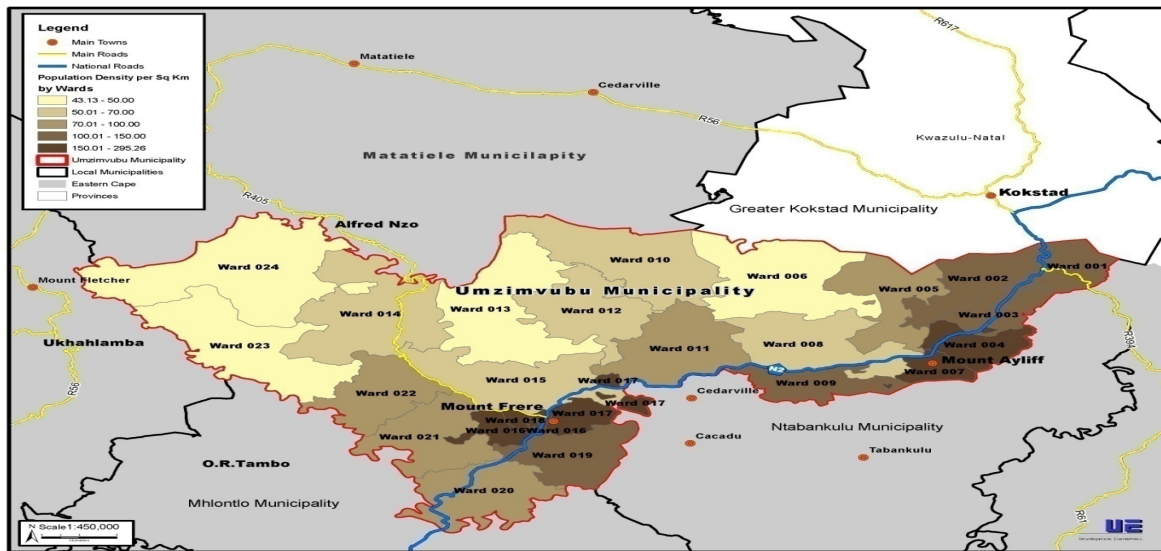 Legend
Main Towns
Main Roads
National Roads
Population Density per Sq Km
by Wards
43.13 - 50.00
50.01 - 70.00
70.01 - 100.00
100.01 - 150.00
150.01 - 295.26
Umzimvubu Municipality
Local Municipalities
Eastern Cape
Provinces
R617
Matatiele
Cedarville
R56
Kwazulu-Natal
Matatiele Municilapity
Kokstad
R405
Greater Kokstad Municipality
Alfred Nzo
Ward 024
Ward 010
Ward 006
Ward 002
Ward 001
Mount Fletcher
Ward 005
Umzimvubu Municipality
Ward 013
Ward 012
Ward 014
Ward 003
Ukhahlamba
Ward 023
Ward 011
Ward 008
Ward 004
R394
Mount Ayliff
N2
Ward 007
R56
Ward 015
Ward 017
Ward 009
Ward 022
Cedarville
Mount Frere
Ward 017
Ward 018
Ward 017
Ward 016
Ward 016
Ward 021
Ntabankulu Municipality
Cacadu
Ward 019
Tabankulu
O.R.Tambo
Ward 020
Mhlontlo Municipality
R61
N
Scale1:450,000
UE